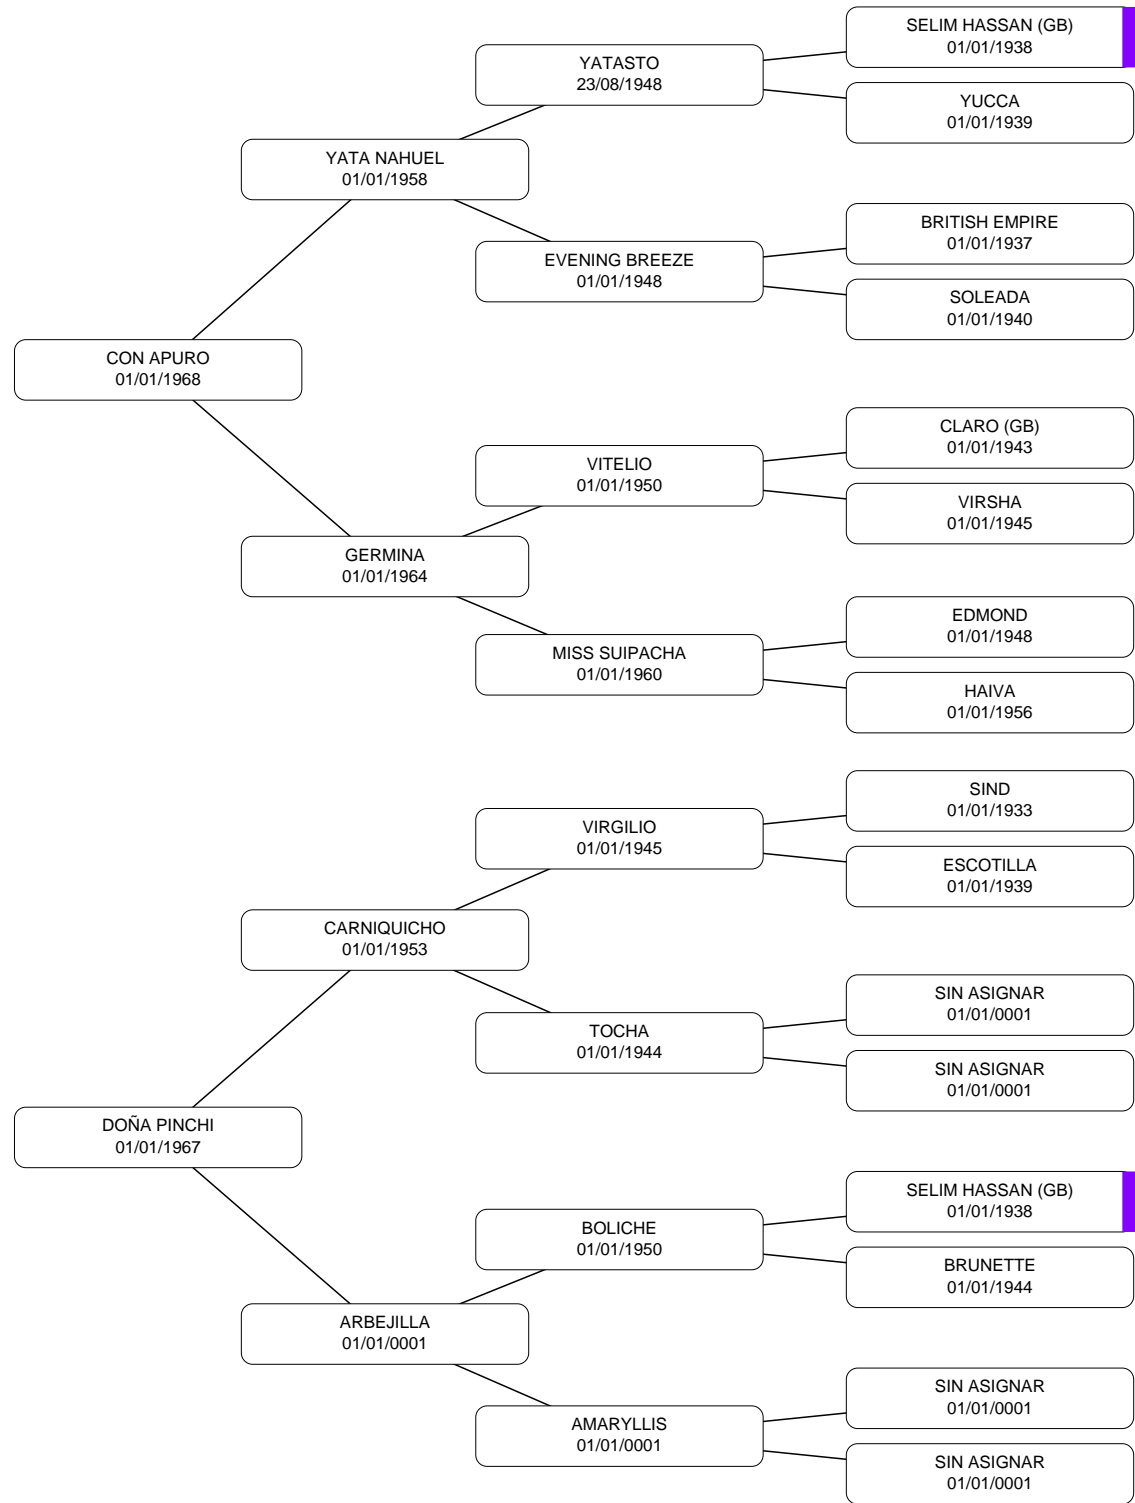 SELIM HASSAN (GB)
01/01/1938
YATASTO
23/08/1948
YUCCA
01/01/1939
YATA NAHUEL
01/01/1958
BRITISH EMPIRE
01/01/1937
EVENING BREEZE
01/01/1948
SOLEADA
01/01/1940
CON APURO
01/01/1968
CLARO (GB)
01/01/1943
VITELIO
01/01/1950
VIRSHA
01/01/1945
GERMINA
01/01/1964
EDMOND
01/01/1948
MISS SUIPACHA
01/01/1960
HAIVA
01/01/1956
SIND
01/01/1933
VIRGILIO
01/01/1945
ESCOTILLA
01/01/1939
CARNIQUICHO
01/01/1953
SIN ASIGNAR
01/01/0001
TOCHA
01/01/1944
SIN ASIGNAR
01/01/0001
DOÑA PINCHI
01/01/1967
SELIM HASSAN (GB)
01/01/1938
BOLICHE
01/01/1950
BRUNETTE
01/01/1944
ARBEJILLA
01/01/0001
SIN ASIGNAR
01/01/0001
AMARYLLIS
01/01/0001
SIN ASIGNAR
01/01/0001